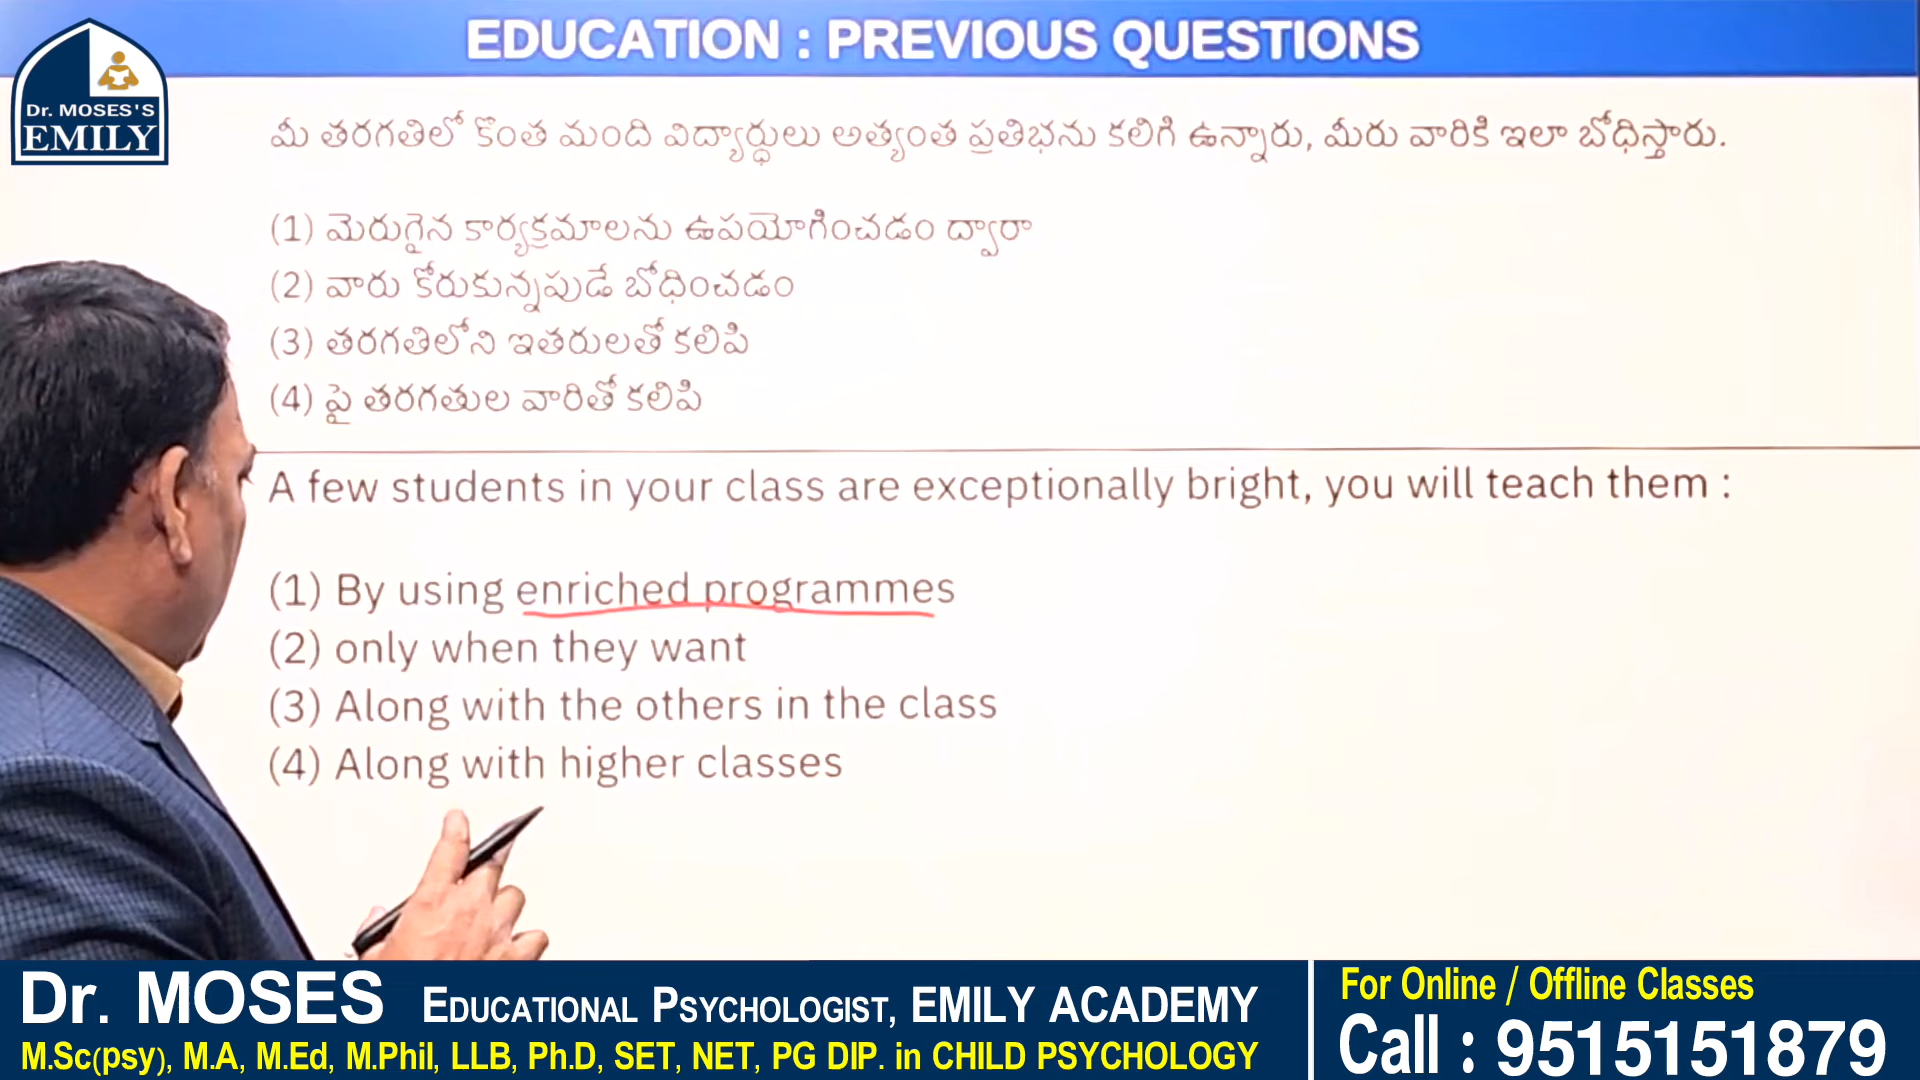 EDUCATION : PREVIOUS QUESTIONS
Dr. MOSES'S
EMILY
మీ తరగతిలో కొంత మంది విద్యార్థులు అత్యంత ప్రతిభను కలిగి ఉన్నారు, మీరు వారికి ఇలా బోధిస్తారు.
(1) మెరుగైన కార్యక్రమాలను ఉపయోగించడం ద్వారా
(2) వారు కోరుకున్నపుడే బోధించడం
(3) తరగతిలోని ఇతరులతో కలిపి
(4) పై తరగతుల వారితో కలిపి
A few students in your class are exceptionally bright, you will teach them :
(1) By using enriched programmes
(2) only when they want
(3) Along with the others in the class
(4) Along with higher classes
Dr. MOSES EDUCATIONAL PSYCHOLOGIST, EMILY ACADEMY
M.Sc(psy), M.A, M.Ed, M.Phil, LLB, Ph.D, SET, NET, PG DIP. in CHILD PSYCHOLOGY
For Online / Offline Classes
Call : 9515151879